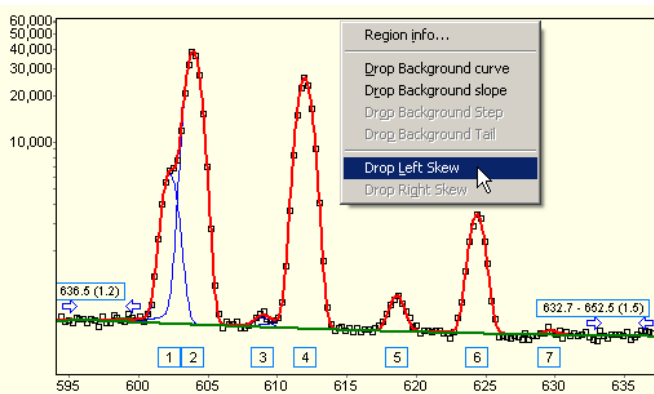 60,000
50,000
40,000
30,000
20,000
10,000
Region info...
Drop Background curve
Drop Background slope
Drop Background Step
Drop Background Tail
Drop Left Skew
Drop Right Skew
636.5 (1.2)
632.7 - 652.5 (1.5)
1 2 3 4 5 6 7
595 600 605 610 615 620 625 630 635